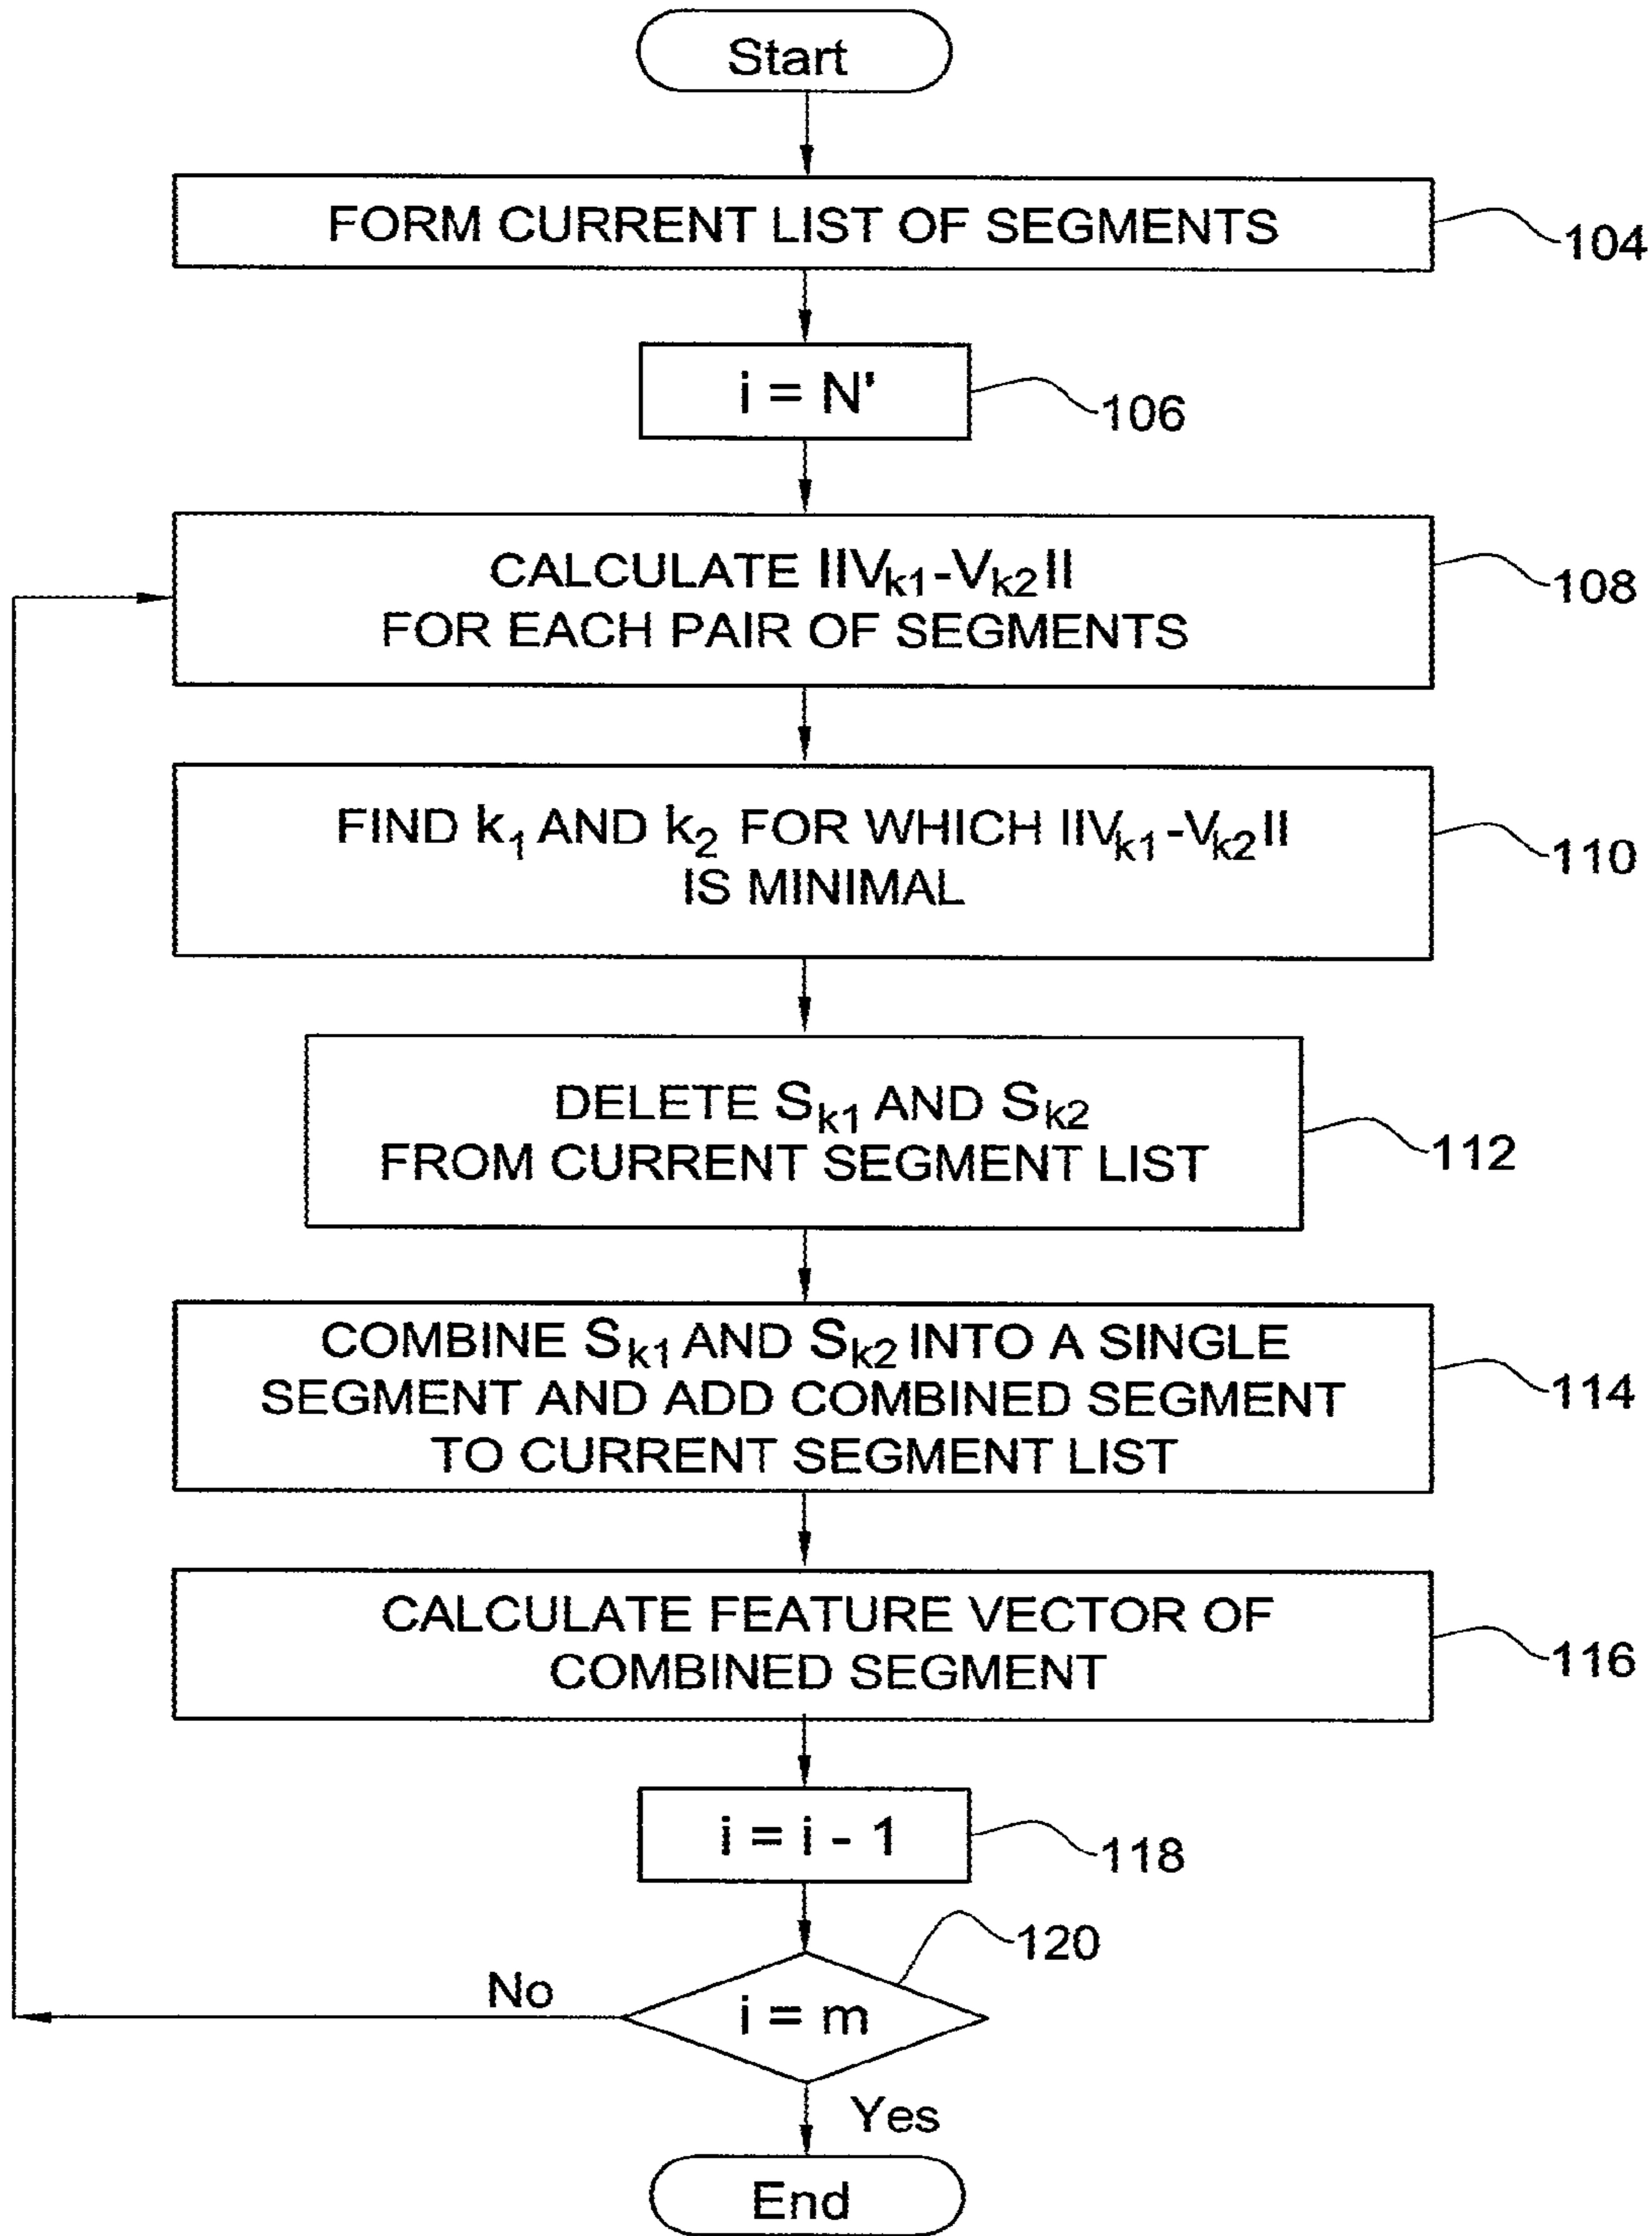 Start
FORM CURRENT LIST OF SEGMENTS
104
i = N'
106
CALCULATE IIVk1-Vk2II
FOR EACH PAIR OF SEGMENTS
108
FIND k1 AND k2 FOR WHICH IIVk1-Vk2II
IS MINIMAL
110
DELETE Sk1 AND Sk2
FROM CURRENT SEGMENT LIST
112
COMBINE Sk1 AND Sk2 INTO A SINGLE
SEGMENT AND ADD COMBINED SEGMENT
TO CURRENT SEGMENT LIST
114
CALCULATE FEATURE VECTOR OF
COMBINED SEGMENT
116
i = i - 1
118
120
No
i = m
Yes
End